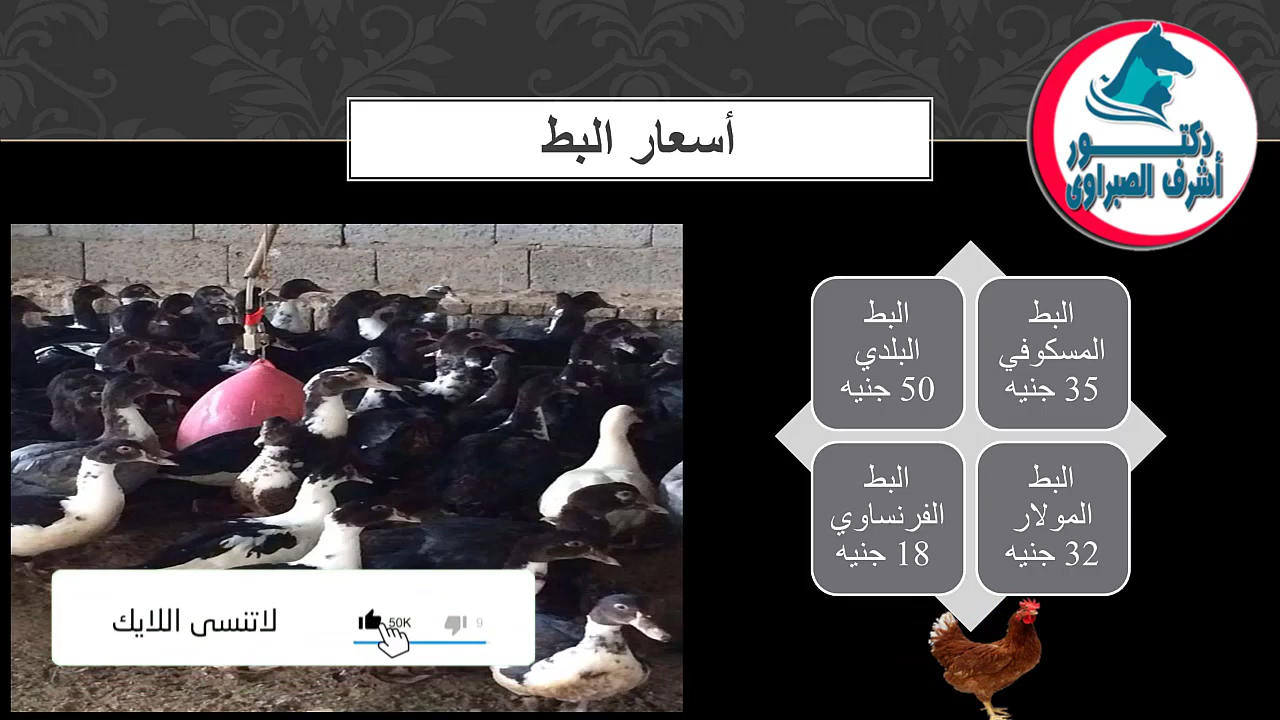 أسعار البط
دكتور
أشرف الصبراوى
البط
المسكوفي
35 جنيه
البط
البلدي
50 جنيه
البط
المولار
32 جنيه
البط
الفرنساوي
18 جنيه
لاتنسى اللايك
50K
9